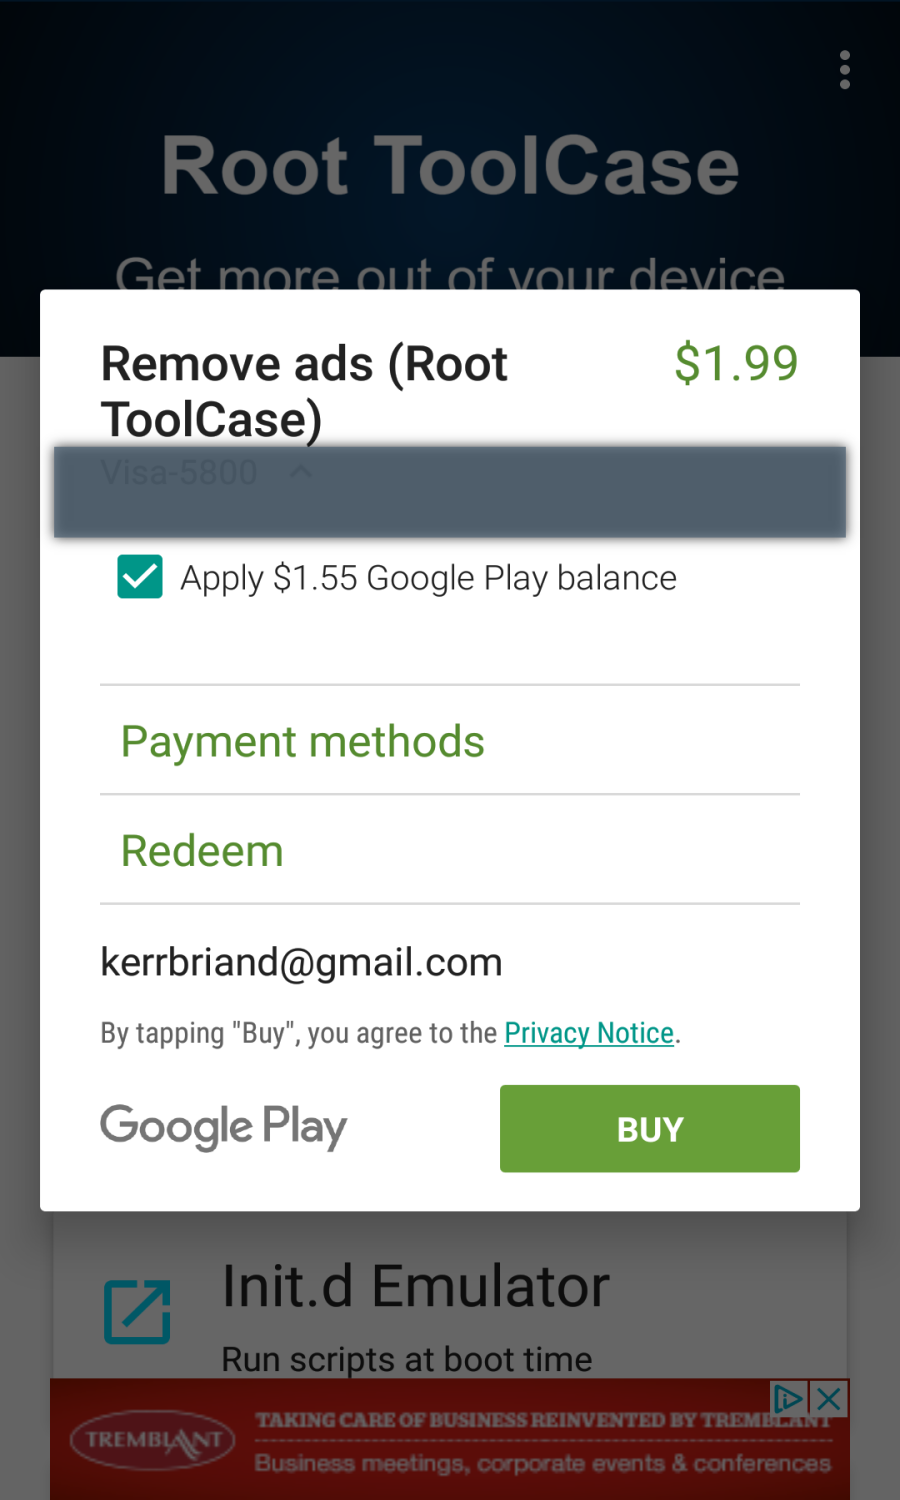 Root ToolCase
Get more out of your device
Remove ads (Root
ToolCase)
$1.99
Visa-5800
Apply $1.55 Google Play balance
Payment methods
Redeem
kerrbriand@gmail.com
By tapping "Buy", you agree to the Privacy Notice.
Google Play
BUY
Init.d Emulator
Run scripts at boot time
TREMBLANT
TAKING CARE OF BUSINESS REINVENTED BY TREMBLANT
Business meetings, corporate events & conferences